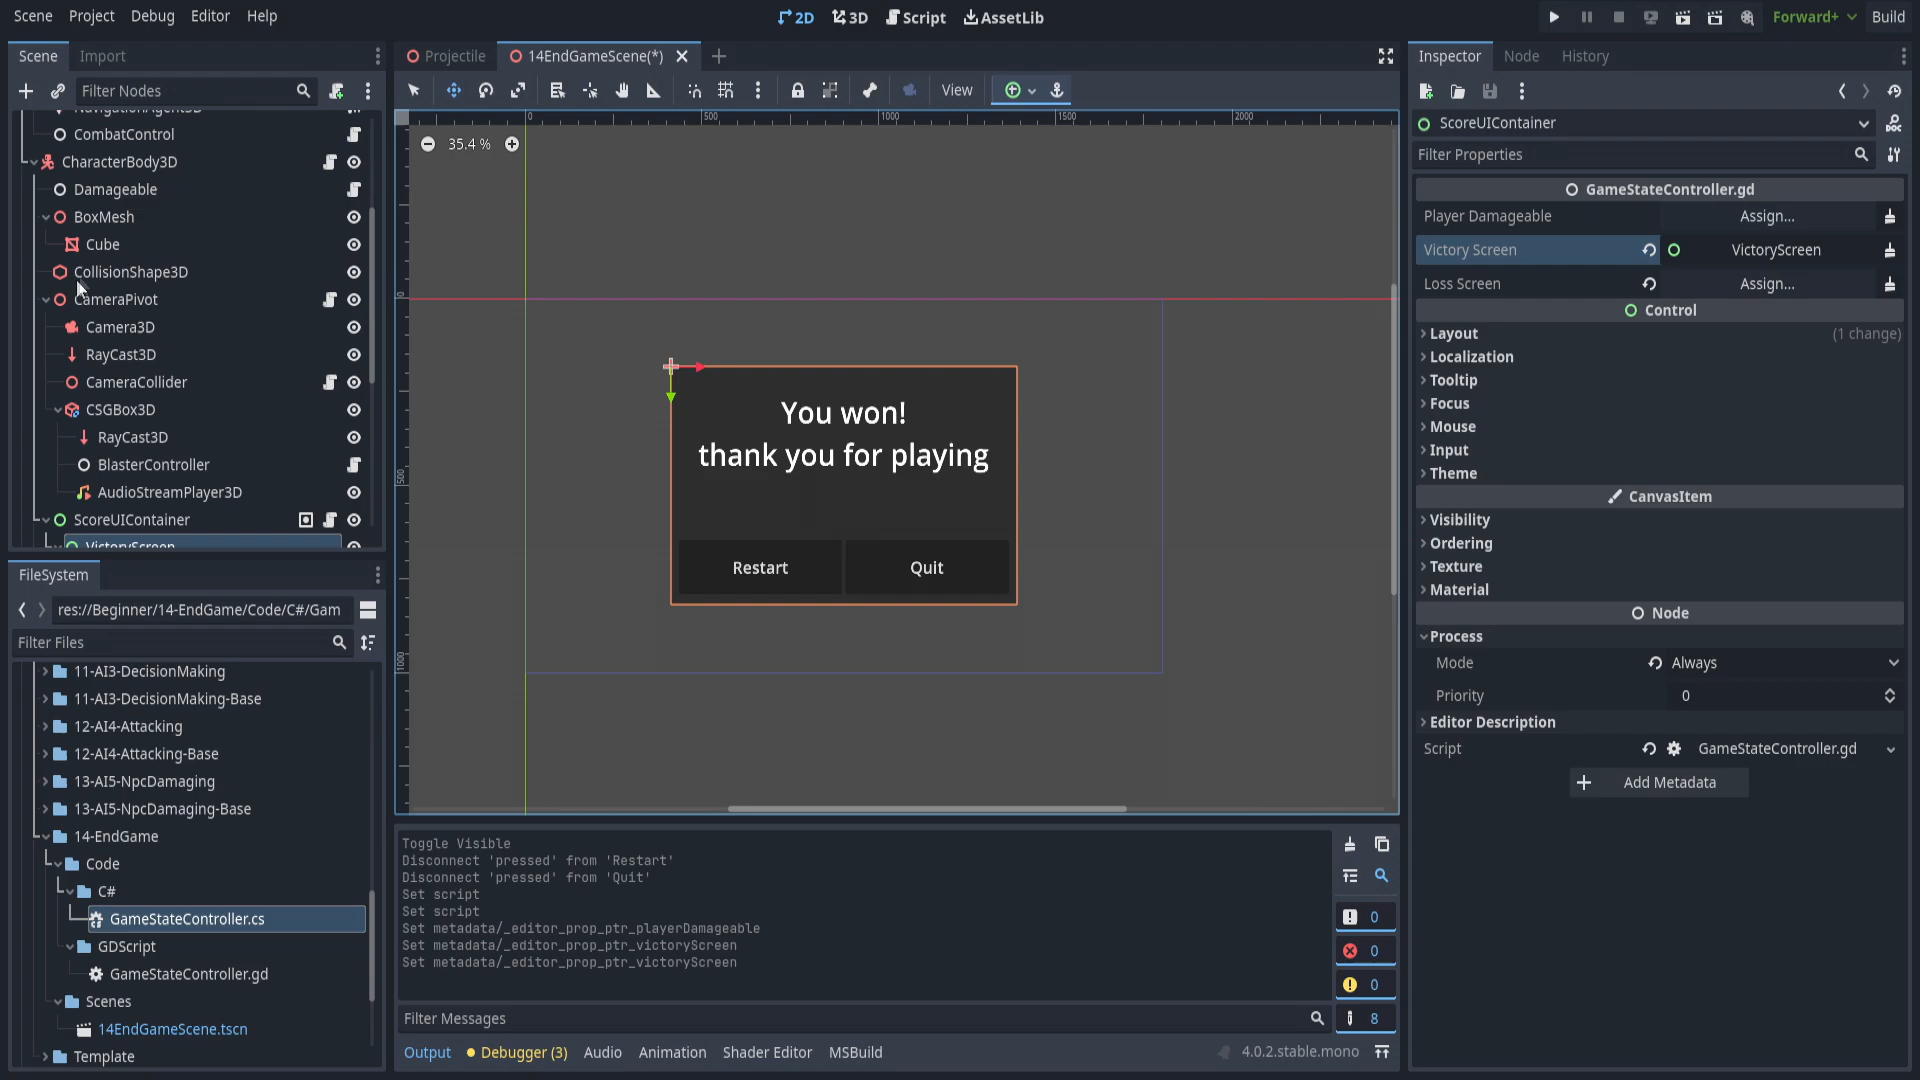 Scene Project Debug Editor Help
2D 3D Script AssetLib
Forward+ Build
Scene Import
Filter Nodes
NavigationAgent3D
CombatControl
CharacterBody3D
Damageable
BoxMesh
Cube
CollisionShape3D
CameraPivot
Camera3D
RayCast3D
CameraCollider
CSGBox3D
RayCast3D
BlasterController
AudioStreamPlayer3D
ScoreUIContainer
VictoryScreen
FileSystem
res://Beginner/14-EndGame/Code/C#/Gam
Filter Files
11-AI3-DecisionMaking
11-AI3-DecisionMaking-Base
12-AI4-Attacking
12-AI4-Attacking-Base
13-AI5-NpcDamaging
13-AI5-NpcDamaging-Base
14-EndGame
Code
C#
GameStateController.cs
GDScript
GameStateController.gd
Scenes
14EndGameScene.tscn
Template
Projectile 14EndGameScene(*)
View
0 500 1000 1500 2000
35.4 %
0
500
1000
You won!
thank you for playing
Restart Quit
Toggle Visible
Disconnect 'pressed' from 'Restart'
Disconnect 'pressed' from 'Quit'
Set script
Set script
Set metadata/_editor_prop_ptr_playerDamageable
Set metadata/_editor_prop_ptr_victoryScreen
Set metadata/_editor_prop_ptr_victoryScreen
0
0
0
8
Filter Messages
Output Debugger (3) Audio Animation Shader Editor MSBuild
4.0.2.stable.mono
Inspector Node History
ScoreUIContainer
Filter Properties
GameStateController.gd
Player Damageable Assign...
Victory Screen VictoryScreen
Loss Screen Assign...
Control
Layout (1 change)
Localization
Tooltip
Focus
Mouse
Input
Theme
CanvasItem
Visibility
Ordering
Texture
Material
Node
Process
Mode Always
Priority 0
Editor Description
Script GameStateController.gd
Add Metadata